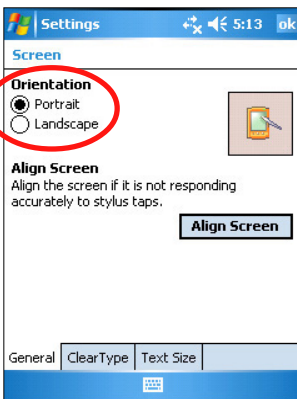 Settings 5:13 ok
Screen
Orientation
Portrait
Landscape
Align Screen
Align the screen if it is not responding
accurately to stylus taps.
Align Screen
General ClearType Text Size